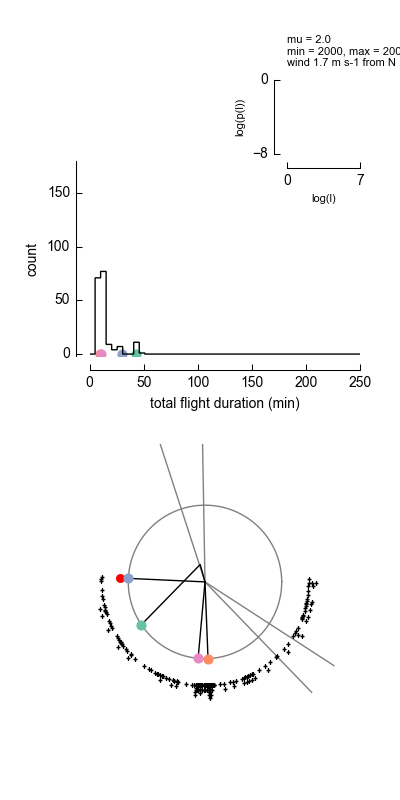 mu = 2.0
min = 2000, max = 200
wind 1.7 m s-1 from N
0
log(p(l))
−8
0
7
log(l)
150
100
count
50
0
0
50
100
150
200
250
total flight duration (min)